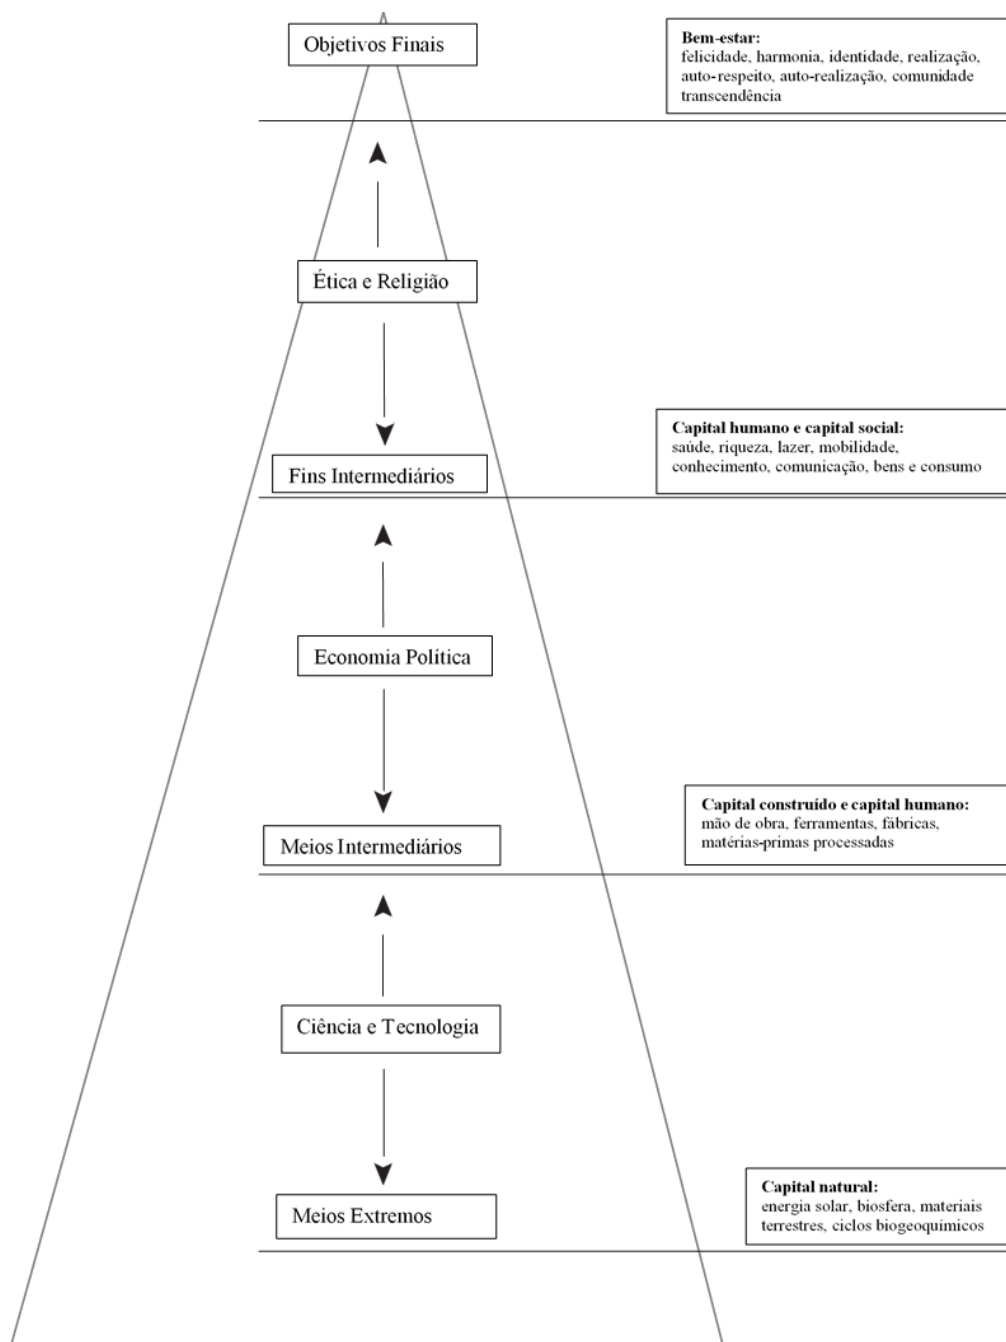 Objetivos Finais
Bem-estar:
felicidade, harmonia, identidade, realização,
auto-respeito, auto-realização, comunidade
transcendência
Ética e Religião
Capital humano e capital social:
saúde, riqueza, lazer, mobilidade,
conhecimento, comunicação, bens e consumo
Fins Intermediários
Economia Política
Capital construído e capital humano:
mão de obra, ferramentas, fábricas,
matérias-primas processadas
Meios Intermediários
Ciência e Tecnologia
Capital natural:
energia solar, biosfera, materiais
terrestres, ciclos biogeoquímicos
Meios Extremos